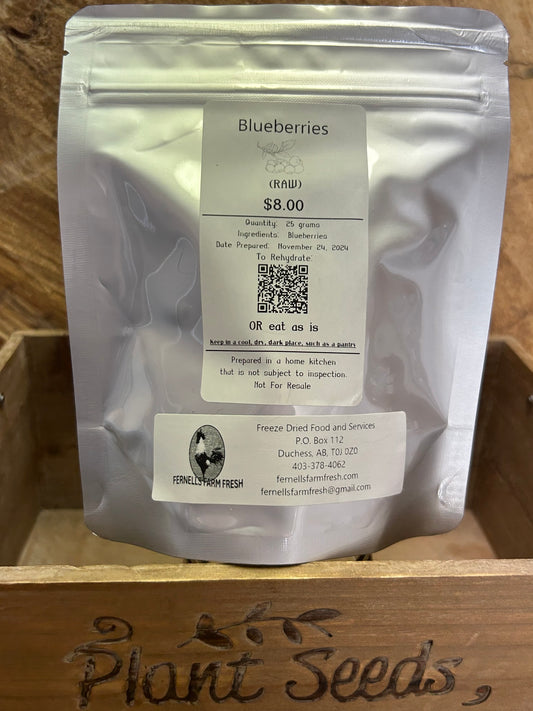 Blueberries
(RAW)
$8.00
Quantity: 25 grams
Ingredients: Blueberries
Date Prepared: November 24, 2024
To Rehydrate:
OR eat as is
Keep in a cool, dry, dark place, such as a pantry
Prepared in a home kitchen
that is not subject to inspection.
Not For Resale
FERNELLS FARM FRESH
Freeze Dried Food and Services
P.O. Box 112
Duchess, AB, T0J 0Z0
403-378-4062
fernellsfarmfresh.com
fernellsfarmfresh@gmail.com
Plant Seeds,